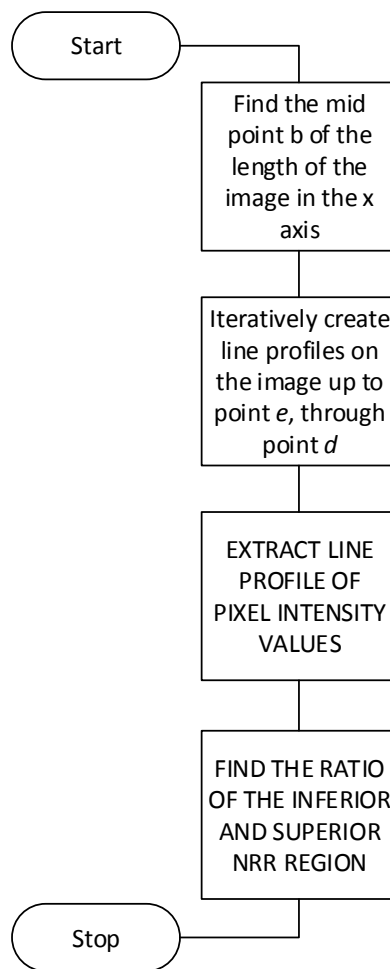 Start
Find the mid
point b of the
length of the
image in the x
axis
Iteratively create
line profiles on
the image up to
point e, through
point d
EXTRACT LINE
PROFILE OF
PIXEL INTENSITY
VALUES
FIND THE RATIO
OF THE INFERIOR
AND SUPERIOR
NRR REGION
Stop